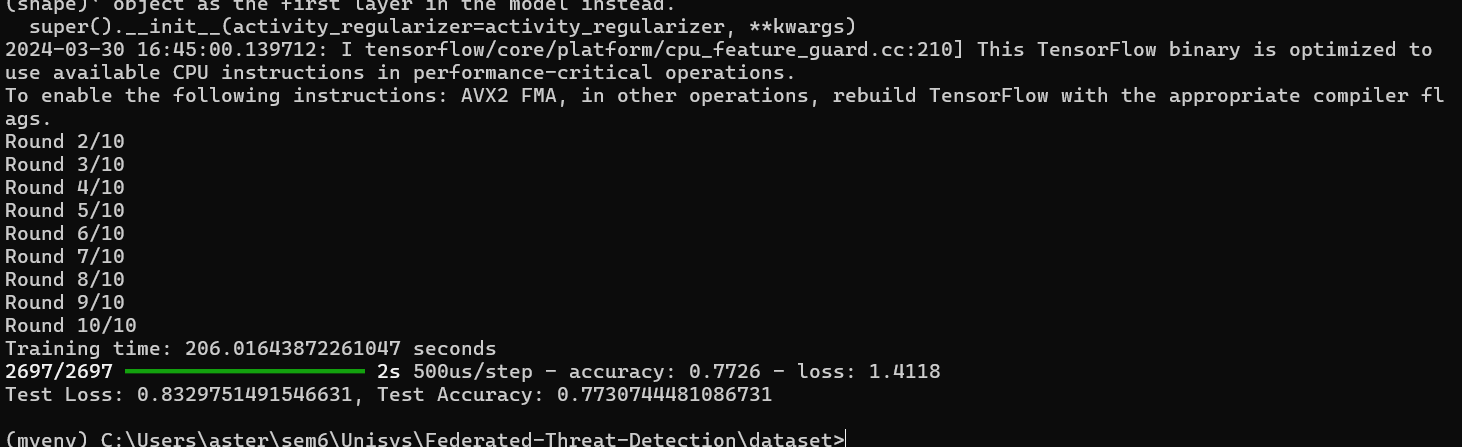 (shape)` object as the first layer in the model instead.
  super().__init__(activity_regularizer=activity_regularizer, **kwargs)
2024-03-30 16:45:00.139712: I tensorflow/core/platform/cpu_feature_guard.cc:210] This TensorFlow binary is optimized to
use available CPU instructions in performance-critical operations.
To enable the following instructions: AVX2 FMA, in other operations, rebuild TensorFlow with the appropriate compiler fl
ags.
Round 2/10
Round 3/10
Round 4/10
Round 5/10
Round 6/10
Round 7/10
Round 8/10
Round 9/10
Round 10/10
Training time: 206.01643872261047 seconds
2697/2697 ━━━━━━━━━━━━━━━━━━━━ 2s 500us/step - accuracy: 0.7726 - loss: 1.4118
Test Loss: 0.8329751491546631, Test Accuracy: 0.7730744481086731
(myenv) C:\Users\aster\sem6\Unisys\Federated-Threat-Detection\dataset>